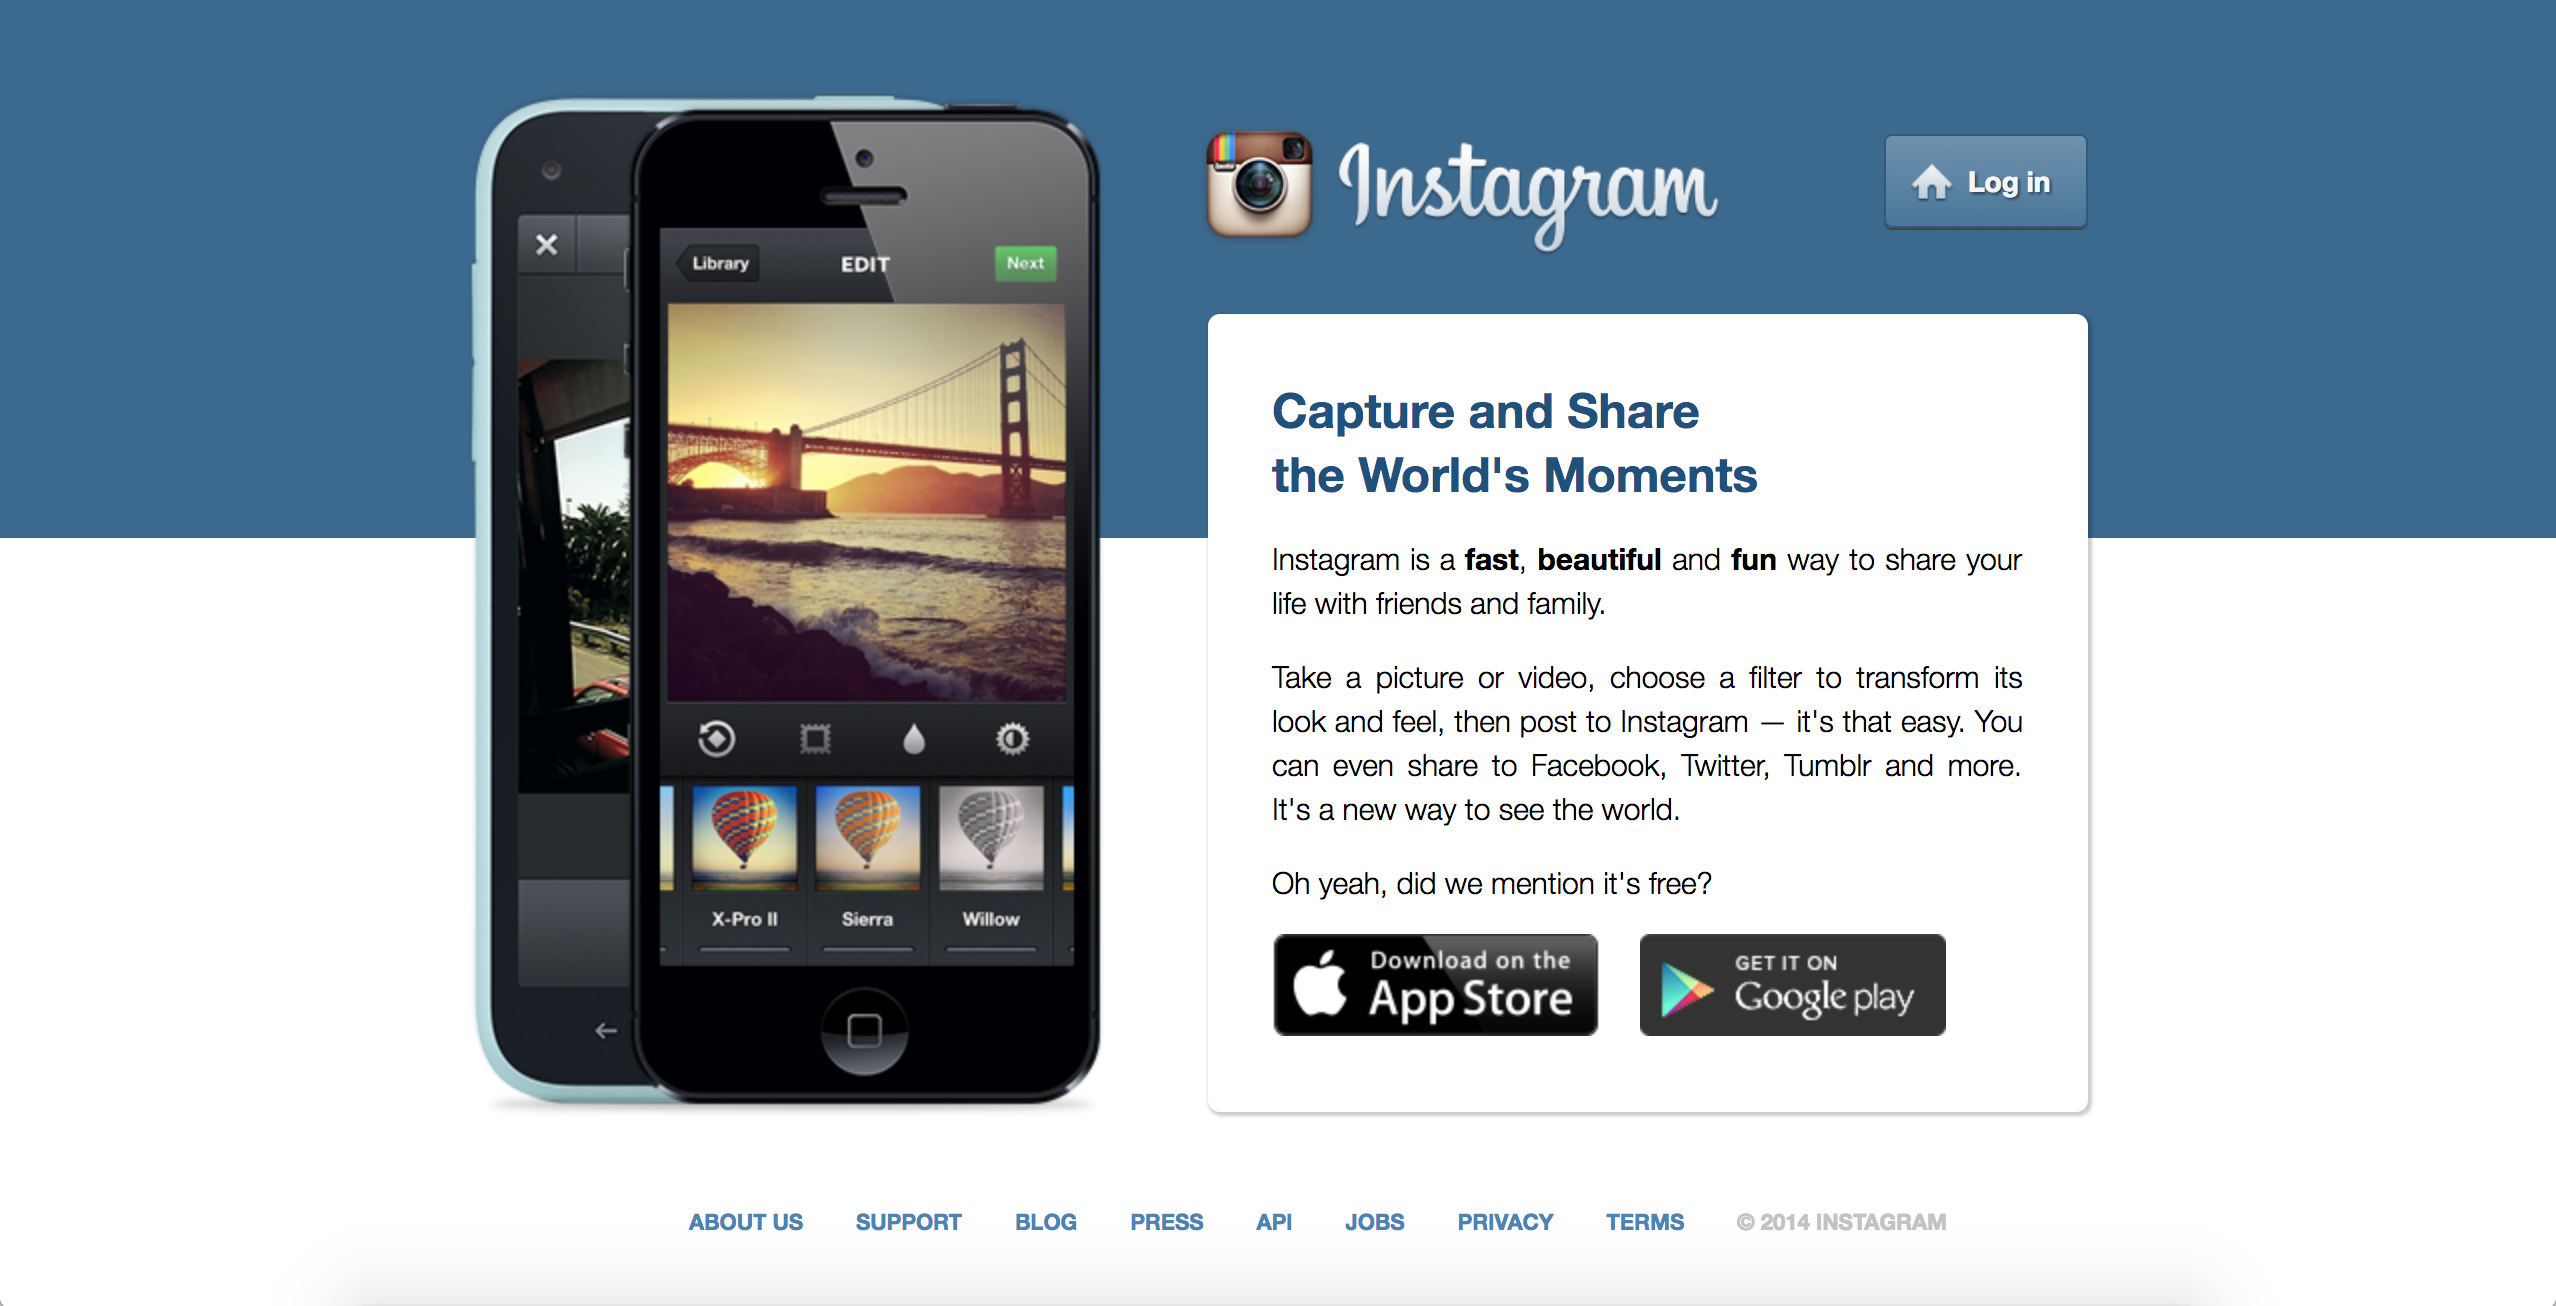 Instagram
Log in
Library
EDIT
Next
X-Pro II
Sierra
Willow
Capture and Share
the World's Moments
Instagram is a fast, beautiful and fun way to share your
life with friends and family.
Take a picture or video, choose a filter to transform its
look and feel, then post to Instagram — it's that easy. You
can even share to Facebook, Twitter, Tumblr and more.
It's a new way to see the world.
Oh yeah, did we mention it's free?
Download on the
App Store
GET IT ON
Google play
ABOUT US SUPPORT BLOG PRESS API JOBS PRIVACY TERMS © 2014 INSTAGRAM